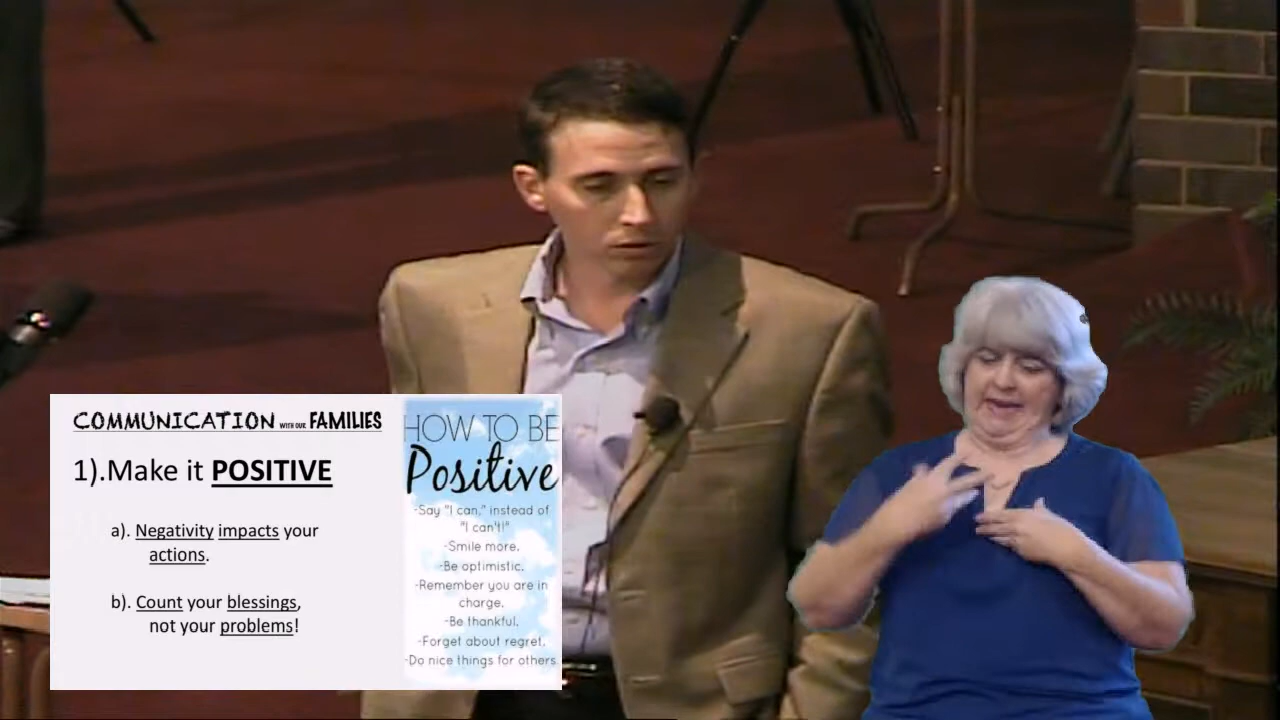 COMMUNICATION WITH OUR FAMILIES
1).Make it POSITIVE
a). Negativity impacts your
actions.
b). Count your blessings,
not your problems!
HOW TO BE
Positive
-Say "I can," instead of
"I can't!"
-Smile more.
-Be optimistic.
-Remember you are in
charge.
-Be thankful.
-Forget about regret.
-Do nice things for others.